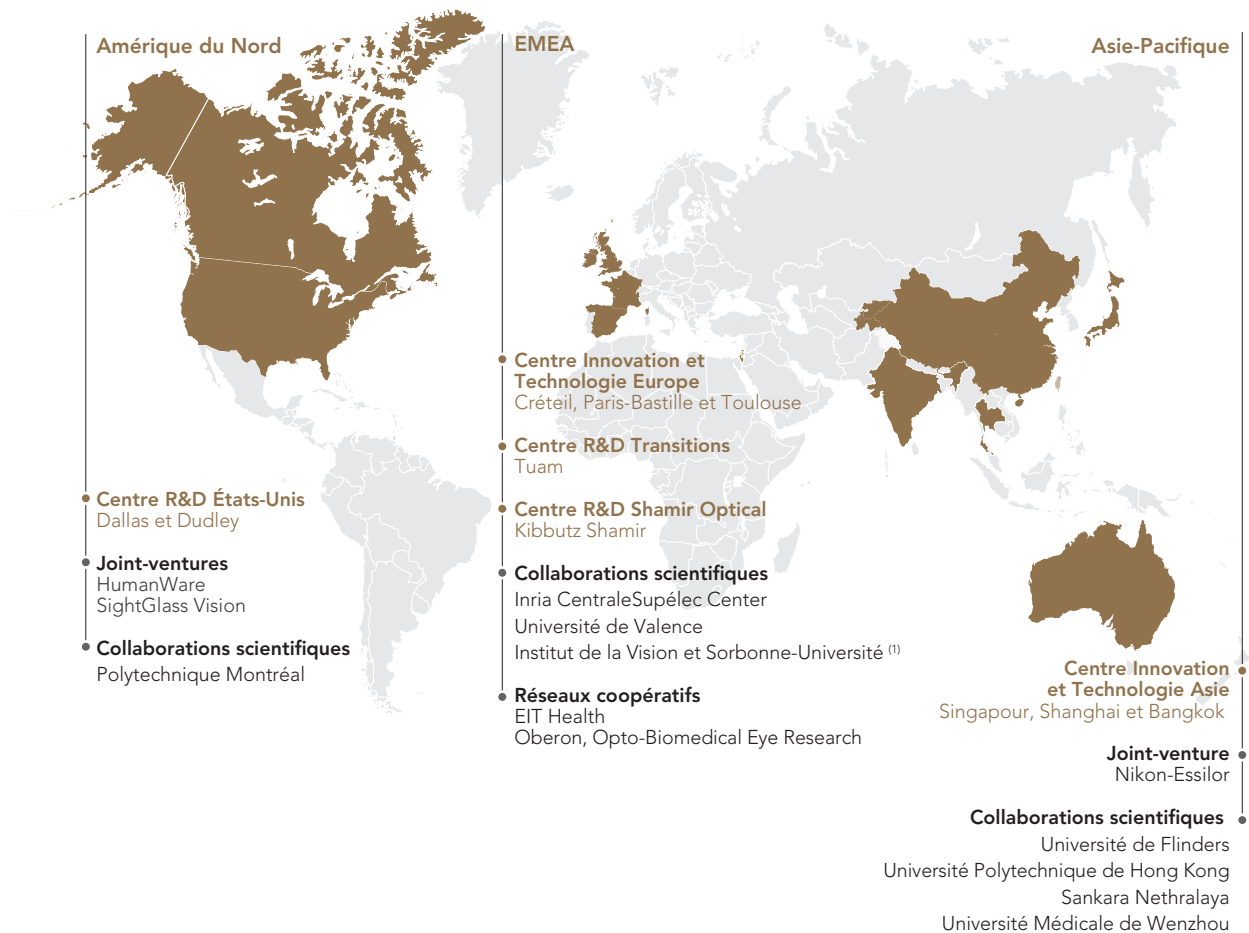 Amérique du Nord
Centre R&D États-Unis
Dallas et Dudley
Joint-ventures
HumanWare
SightGlass Vision
Collaborations scientifiques
Polytechnique Montréal
EMEA
Centre Innovation et
Technologie Europe
Créteil, Paris-Bastille et Toulouse
Centre R&D Transitions
Tuam
Centre R&D Shamir Optical
Kibbutz Shamir
Collaborations scientifiques
Inria CentraleSupélec Center
Université de Valence
Institut de la Vision et Sorbonne-Université (1)
Réseaux coopératifs
EIT Health
Oberon, Opto-Biomedical Eye Research
Asie-Pacifique
Centre Innovation
et Technologie Asie
Singapour, Shanghai et Bangkok
Joint-venture
Nikon-Essilor
Collaborations scientifiques
Université de Flinders
Université Polytechnique de Hong Kong
Sankara Nethralaya
Université Médicale de Wenzhou